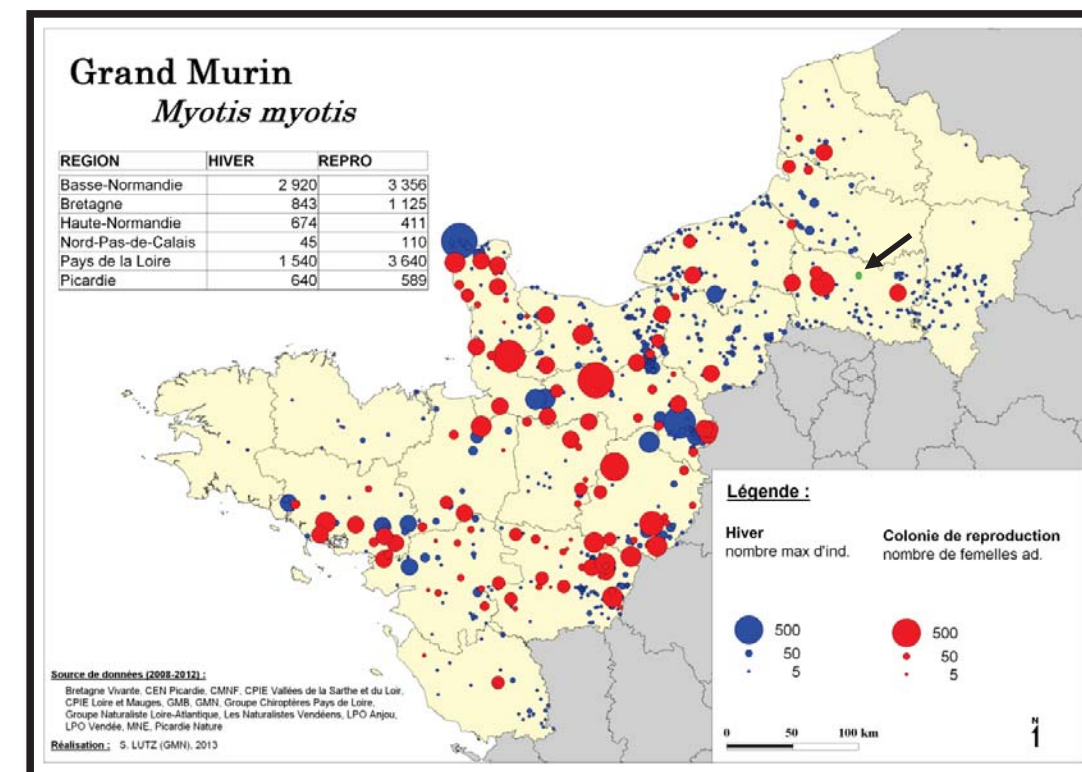 Grand Murin
Myotis myotis
REGION HIVER REPRO
Basse-Normandie 2 920 3 356
Bretagne 843 1 125
Haute-Normandie 674 411
Nord-Pas-de-Calais 45 110
Pays de la Loire 1 540 3 640
Picardie 640 589
Légende :
Hiver
nombre max d'ind.
Colonie de reproduction
nombre de femelles ad.
500 500
50 50
5 5
Source de données (2008-2012) :
Bretagne Vivante, CEN Picardie, CMNF, CPIE Vallées de la Sarthe et du Loir,
CPIE Loire et Mauges, GMB, GMN, Groupe Chiroptères Pays de Loire,
Groupe Naturaliste Loire-Atlantique, Les Naturalistes Vendéens, LPO Anjou,
LPO Vendée, MNE, Picardie Nature
Réalisation : S. LUTZ (GMN), 2013
0 50 100 km
N